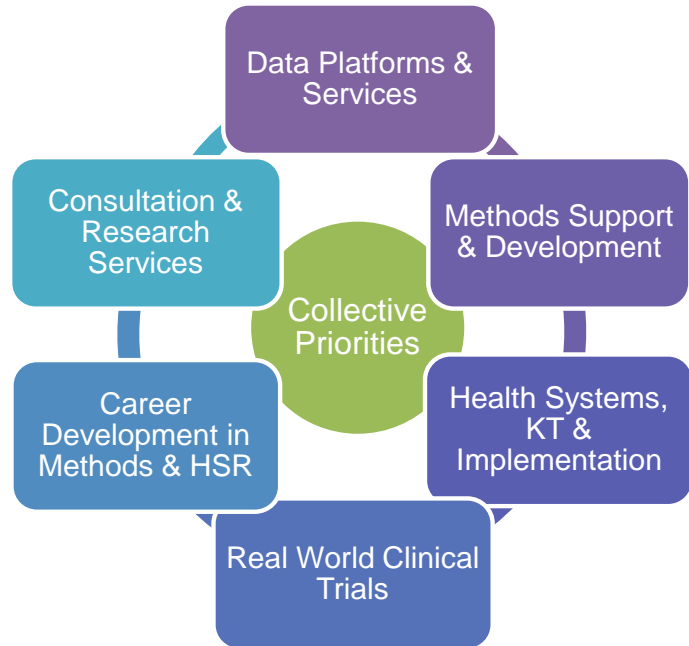 Data Platforms &
Services
Consultation &
Research
Services
Methods Support
& Development
Collective
Priorities
Career
Development in
Methods & HSR
Health Systems,
KT &
Implementation
Real World Clinical
Trials